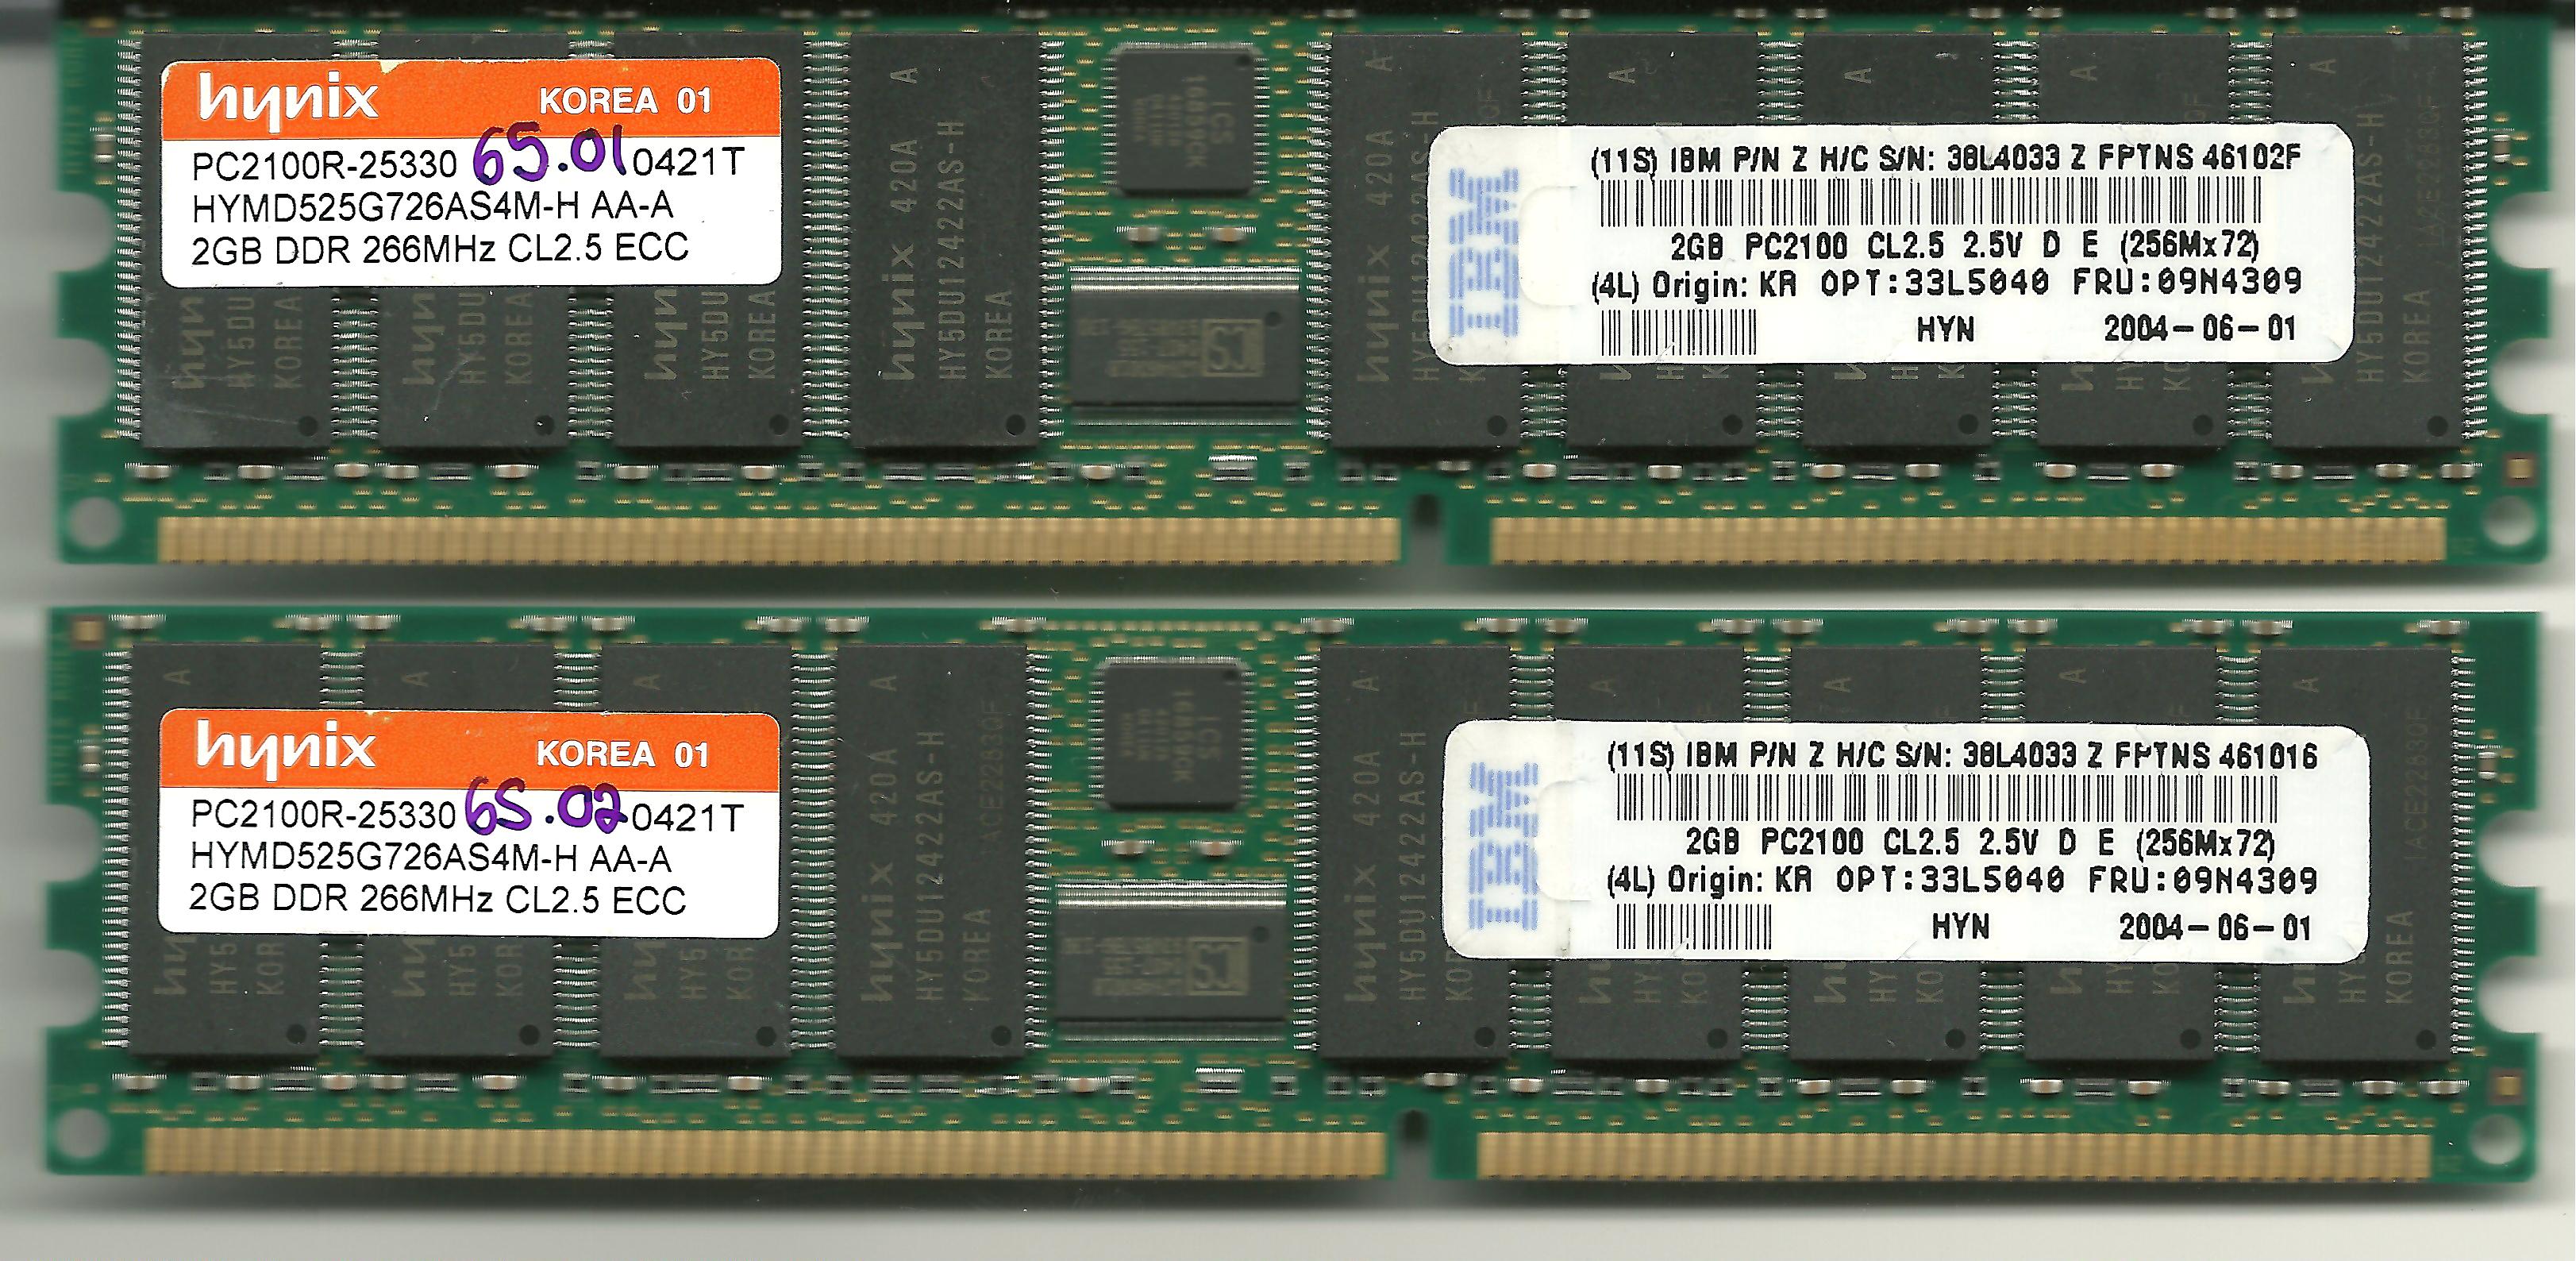 hynix KOREA 01
PC2100R-25330 65.01 0421T
HYMD525G726AS4M-H AA-A
2GB DDR 266MHz CL2.5 ECC
hynix 420A A
HY5DU12422AS-H
KOREA
IBM
(11S) IBM P/N Z H/C S/N: 38L4033 Z FPTNS 46102F
2GB PC2100 CL2.5 2.5V D E (256Mx72)
(4L) Origin: KR OPT:33L5040 FRU:09N4309
HYN 2004-06-01
hynix KOREA 01
PC2100R-25330 65.02 0421T
HYMD525G726AS4M-H AA-A
2GB DDR 266MHz CL2.5 ECC
hynix 420A A
HY5DU12422AS-H
KOREA
IBM
(11S) IBM P/N Z H/C S/N: 38L4033 Z FPTNS 461016
2GB PC2100 CL2.5 2.5V D E (256Mx72)
(4L) Origin: KR OPT:33L5040 FRU:09N4309
HYN 2004-06-01